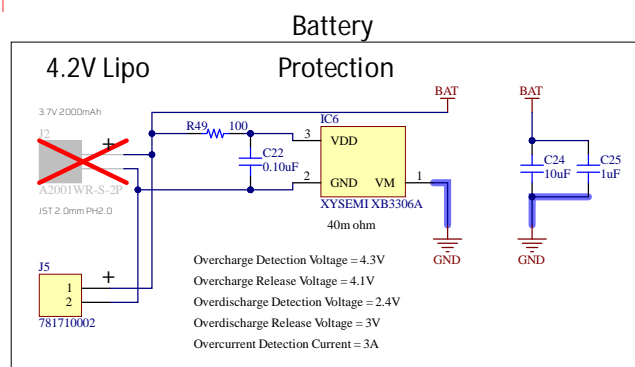 Battery
4.2V Lipo
Protection
3.7V 2000mAh
J2
+
A2001WR-S-2P
JST 2.0mm PH2.0
R49
100
C22
0.10uF
IC6
3
VDD
2
GND
VM
1
XYSEMI XB3306A
40m ohm
BAT
GND
BAT
C24
10uF
C25
1uF
GND
J5
+
1
2
781710002
Overcharge Detection Voltage = 4.3V
Overcharge Release Voltage = 4.1V
Overdischarge Detection Voltage = 2.4V
Overdischarge Release Voltage = 3V
Overcurrent Detection Current = 3A